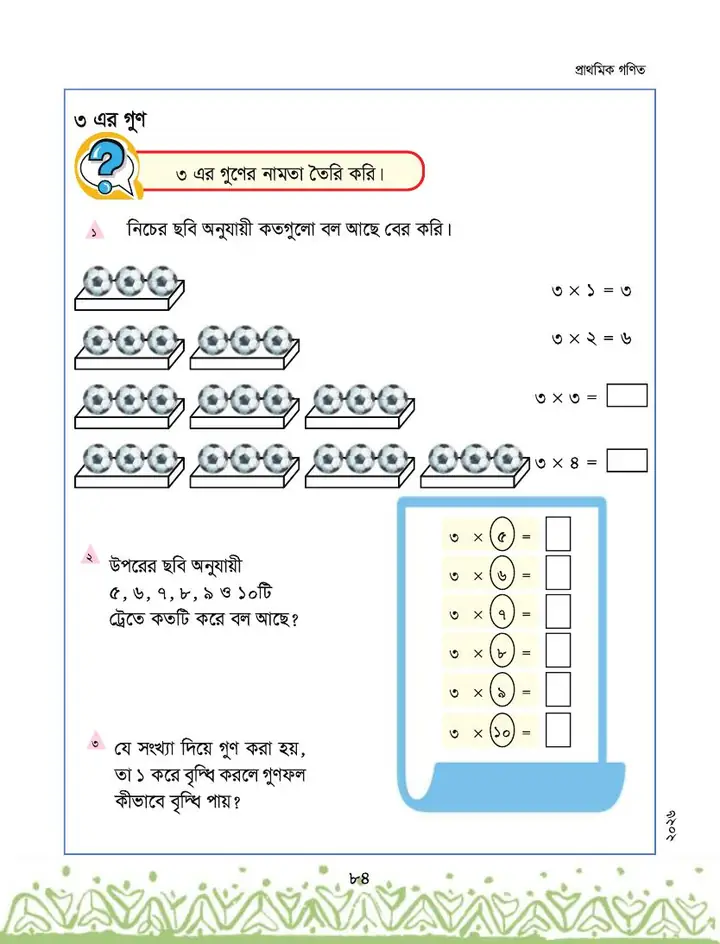 প্রাথমিক গণিত
৩ এর গুণ
?
৩ এর গুণের নামতা তৈরি করি।
১ নিচের ছবি অনুযায়ী কতগুলো বল আছে বের করি।
৩ × ১ = ৩
৩ × ২ = ৬
৩ × ৩ =
৩ × ৪ =
২ উপরের ছবি অনুযায়ী
৫, ৬, ৭, ৮, ৯ ও ১০টি
ট্রেতে কতটি করে বল আছে?
৩ × ৫ =
৩ × ৬ =
৩ × ৭ =
৩ × ৮ =
৩ × ৯ =
৩ × ১০ =
৩ যে সংখ্যা দিয়ে গুণ করা হয়,
তা ১ করে বৃদ্ধি করলে গুণফল
কীভাবে বৃদ্ধি পায়?
২০২৬
৮৪